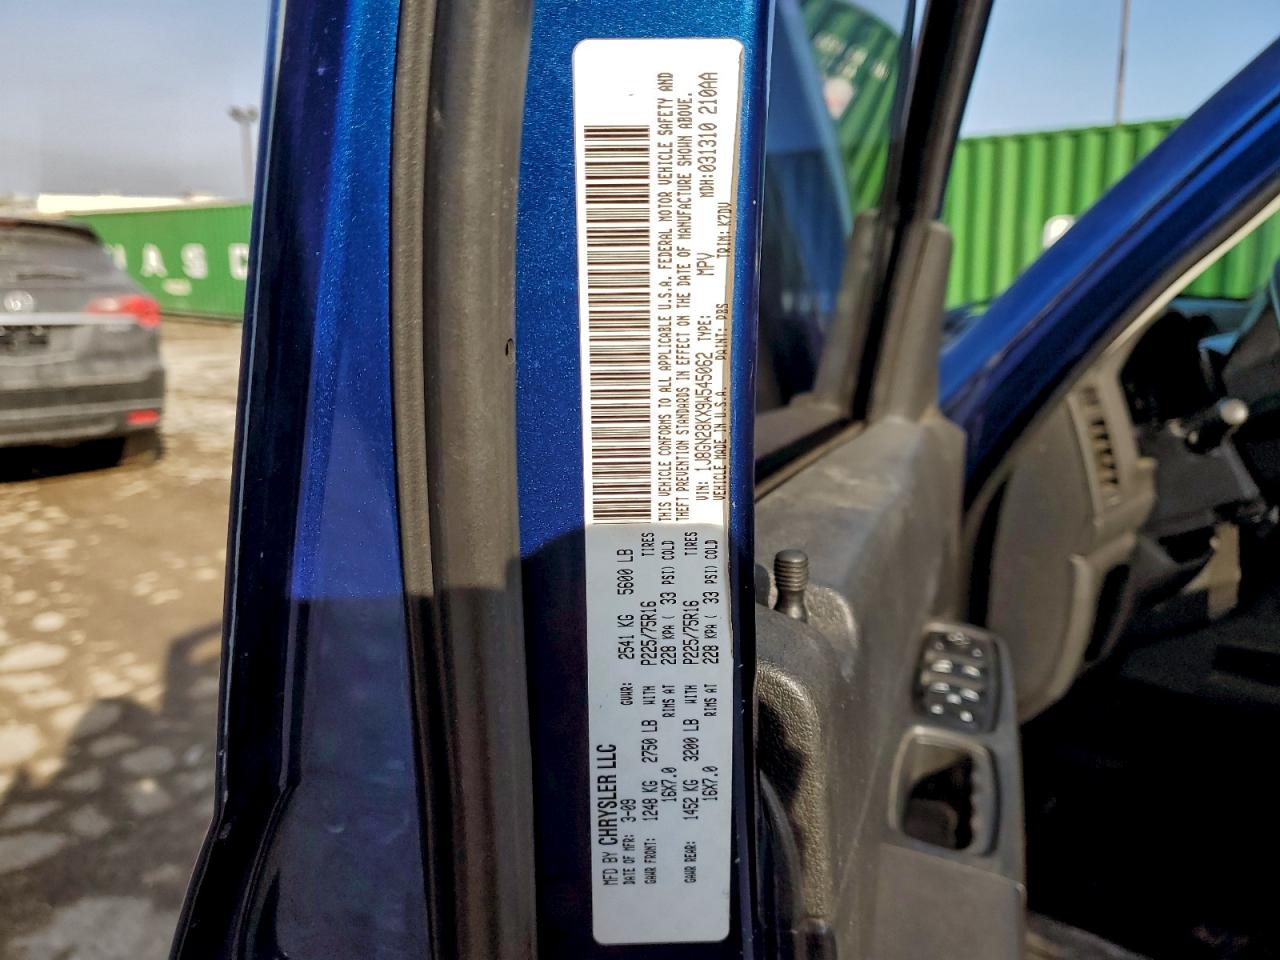 MFD BY CHRYSLER LLC
DATE OF MFR: 3-09 GVWR: 2541 KG 5600 LB
GAWR FRONT: 1248 KG 2750 LB WITH P225/75R16 TIRES
16X7.0 RIMS AT 228 KPA ( 33 PSI) COLD
GAWR REAR: 1452 KG 3200 LB WITH P225/75R16 TIRES
16X7.0 RIMS AT 228 KPA ( 33 PSI) COLD
THIS VEHICLE CONFORMS TO ALL APPLICABLE U.S.A. FEDERAL MOTOR VEHICLE SAFETY AND
THEFT PREVENTION STANDARDS IN EFFECT ON THE DATE OF MANUFACTURE SHOWN ABOVE.
VIN: 1J8GN28KX9W545062 TYPE: MPV MDH:031310 210AA
VEHICLE MADE IN U.S.A. PAINT: PBS TRIM: K7DV
A S C